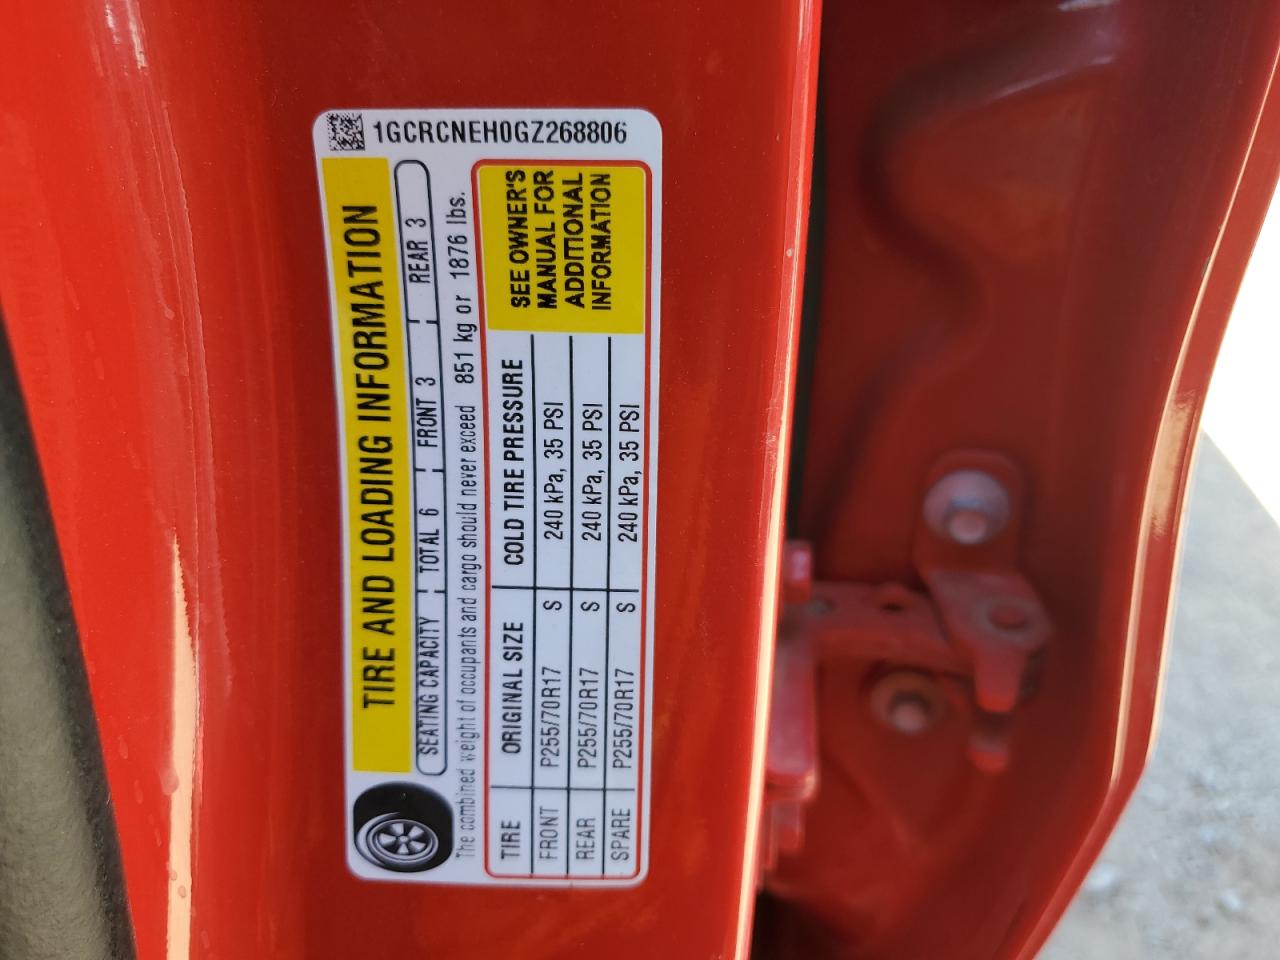 1GCRCNEH0GZ268806
TIRE AND LOADING INFORMATION
SEATING CAPACITY TOTAL 6 FRONT 3 REAR 3
The combined weight of occupants and cargo should never exceed 851 kg or 1876 lbs.
TIRE ORIGINAL SIZE COLD TIRE PRESSURE
FRONT P255/70R17 S 240 kPa, 35 PSI
REAR P255/70R17 S 240 kPa, 35 PSI
SPARE P255/70R17 S 240 kPa, 35 PSI
SEE OWNER'S
MANUAL FOR
ADDITIONAL
INFORMATION